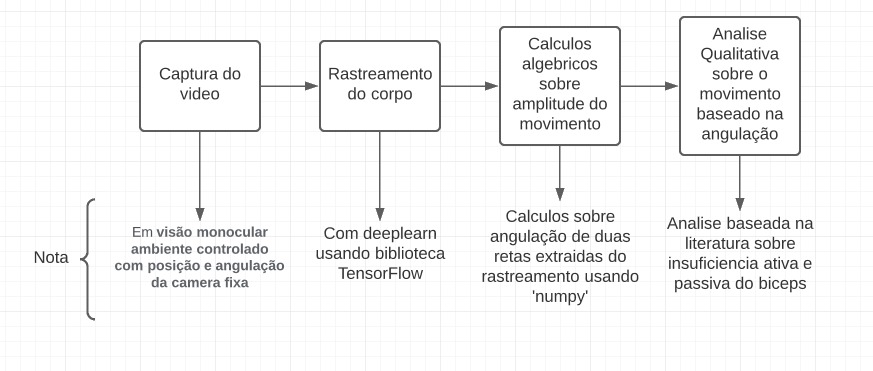 Captura do
video
Rastreamento
do corpo
Calculos
algebricos
sobre
amplitude do
movimento
Analise
Qualitativa
sobre o
movimento
baseado na
angulação
Nota
Em visão monocular
ambiente controlado
com posição e angulação
da camera fixa
Com deeplearn
usando biblioteca
TensorFlow
Calculos sobre
angulação de duas
retas extraidas do
rastreamento usando
'numpy'
Analise baseada na
literatura sobre
insuficiencia ativa e
passiva do biceps